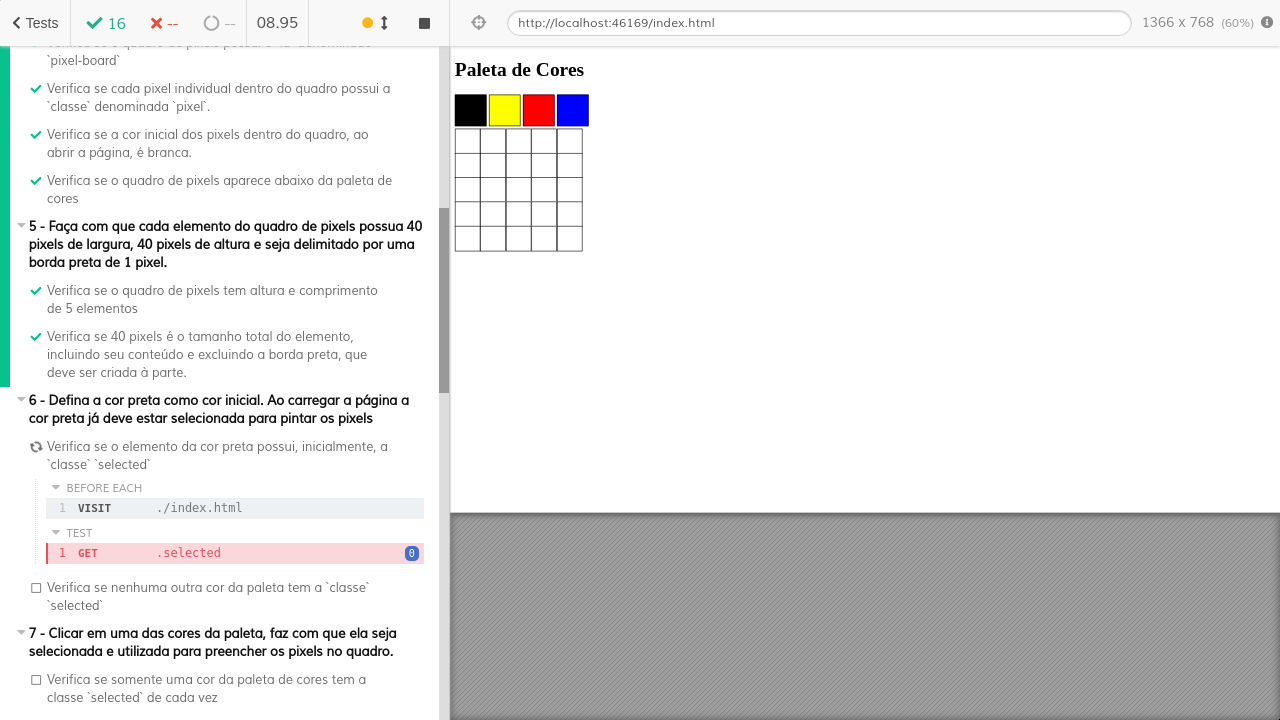 Tests 16 -- -- 08.95
http://localhost:46169/index.html 1366 x 768 (60%)
`pixel-board`
Verifica se cada pixel individual dentro do quadro possui a
`classe` denominada `pixel`.
Verifica se a cor inicial dos pixels dentro do quadro, ao
abrir a página, é branca.
Verifica se o quadro de pixels aparece abaixo da paleta de
cores
5 - Faça com que cada elemento do quadro de pixels possua 40
pixels de largura, 40 pixels de altura e seja delimitado por uma
borda preta de 1 pixel.
Verifica se o quadro de pixels tem altura e comprimento
de 5 elementos
Verifica se 40 pixels é o tamanho total do elemento,
incluindo seu conteúdo e excluindo a borda preta, que
deve ser criada à parte.
6 - Defina a cor preta como cor inicial. Ao carregar a página a
cor preta já deve estar selecionada para pintar os pixels
Verifica se o elemento da cor preta possui, inicialmente, a
`classe` `selected`
BEFORE EACH
1 VISIT ./index.html
TEST
1 GET .selected 0
Verifica se nenhuma outra cor da paleta tem a `classe`
`selected`
7 - Clicar em uma das cores da paleta, faz com que ela seja
selecionada e utilizada para preencher os pixels no quadro.
Verifica se somente uma cor da paleta de cores tem a
classe `selected` de cada vez
Paleta de Cores